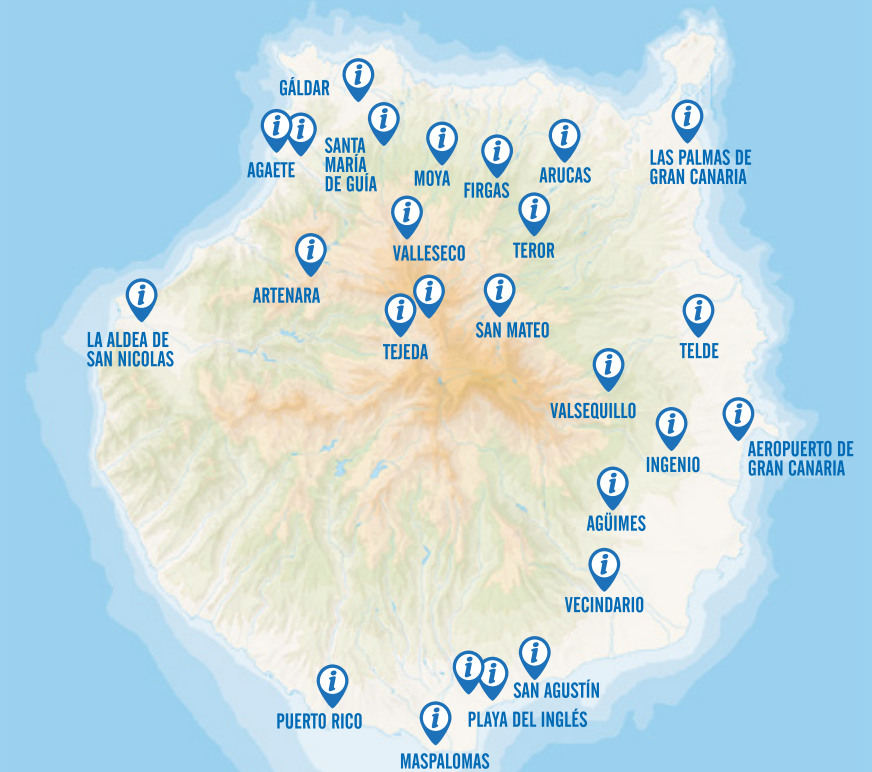 GÁLDAR
AGAETE
SANTA
MARÍA
DE GUÍA
MOYA
FIRGAS
ARUCAS
LAS PALMAS DE
GRAN CANARIA
VALLESECO
TEROR
ARTENARA
LA ALDEA DE
SAN NICOLAS
TEJEDA
SAN MATEO
TELDE
VALSEQUILLO
INGENIO
AEROPUERTO DE
GRAN CANARIA
AGÜIMES
VECINDARIO
SAN AGUSTÍN
PUERTO RICO
PLAYA DEL INGLÉS
MASPALOMAS